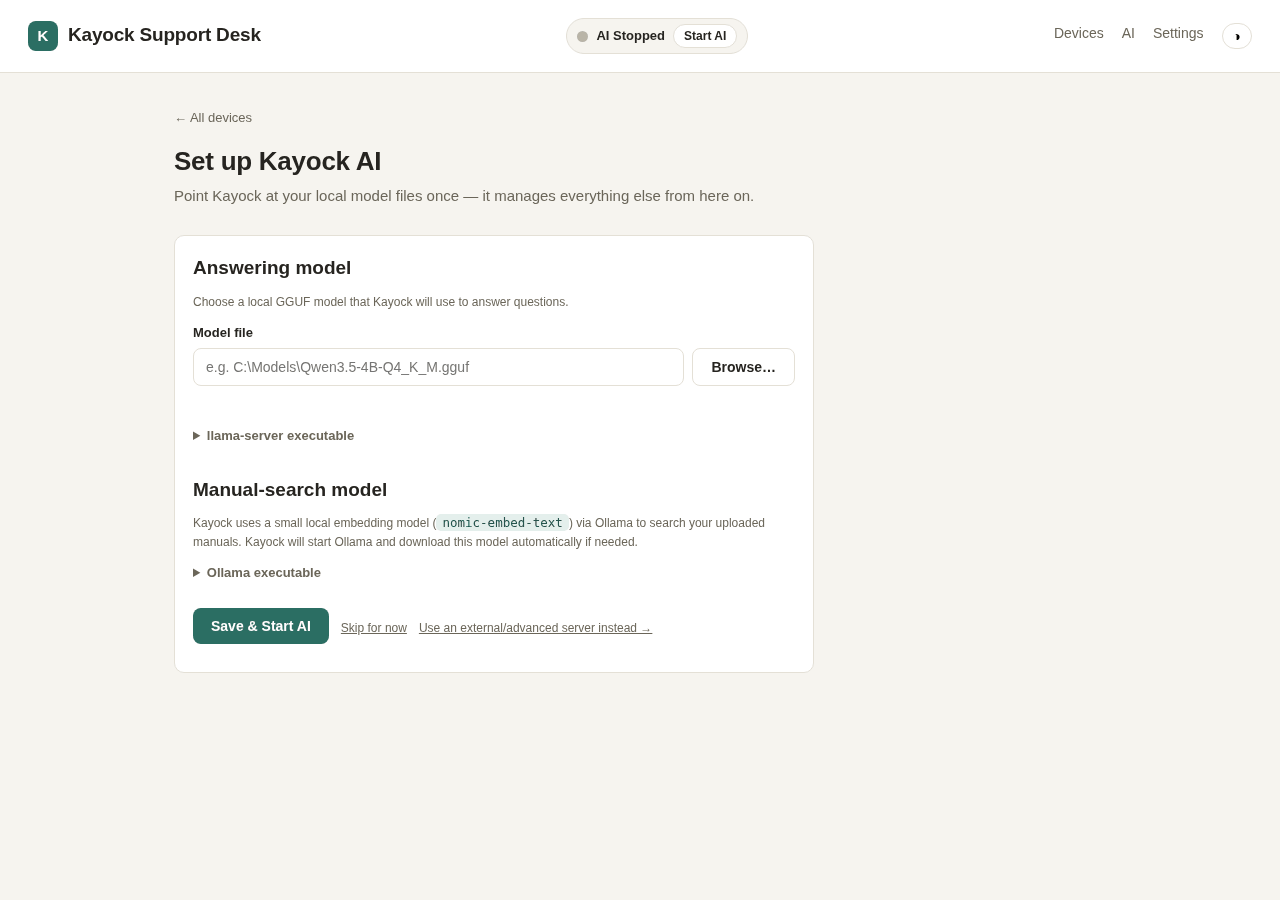 K Kayock Support Desk
AI Stopped Start AI
Devices AI Settings
← All devices
Set up Kayock AI
Point Kayock at your local model files once — it manages everything else from here on.
Answering model
Choose a local GGUF model that Kayock will use to answer questions.
Model file
e.g. C:\Models\Qwen3.5-4B-Q4_K_M.gguf Browse…
▶ llama-server executable
Manual-search model
Kayock uses a small local embedding model ( nomic-embed-text ) via Ollama to search your uploaded
manuals. Kayock will start Ollama and download this model automatically if needed.
▶ Ollama executable
Save & Start AI Skip for now Use an external/advanced server instead →